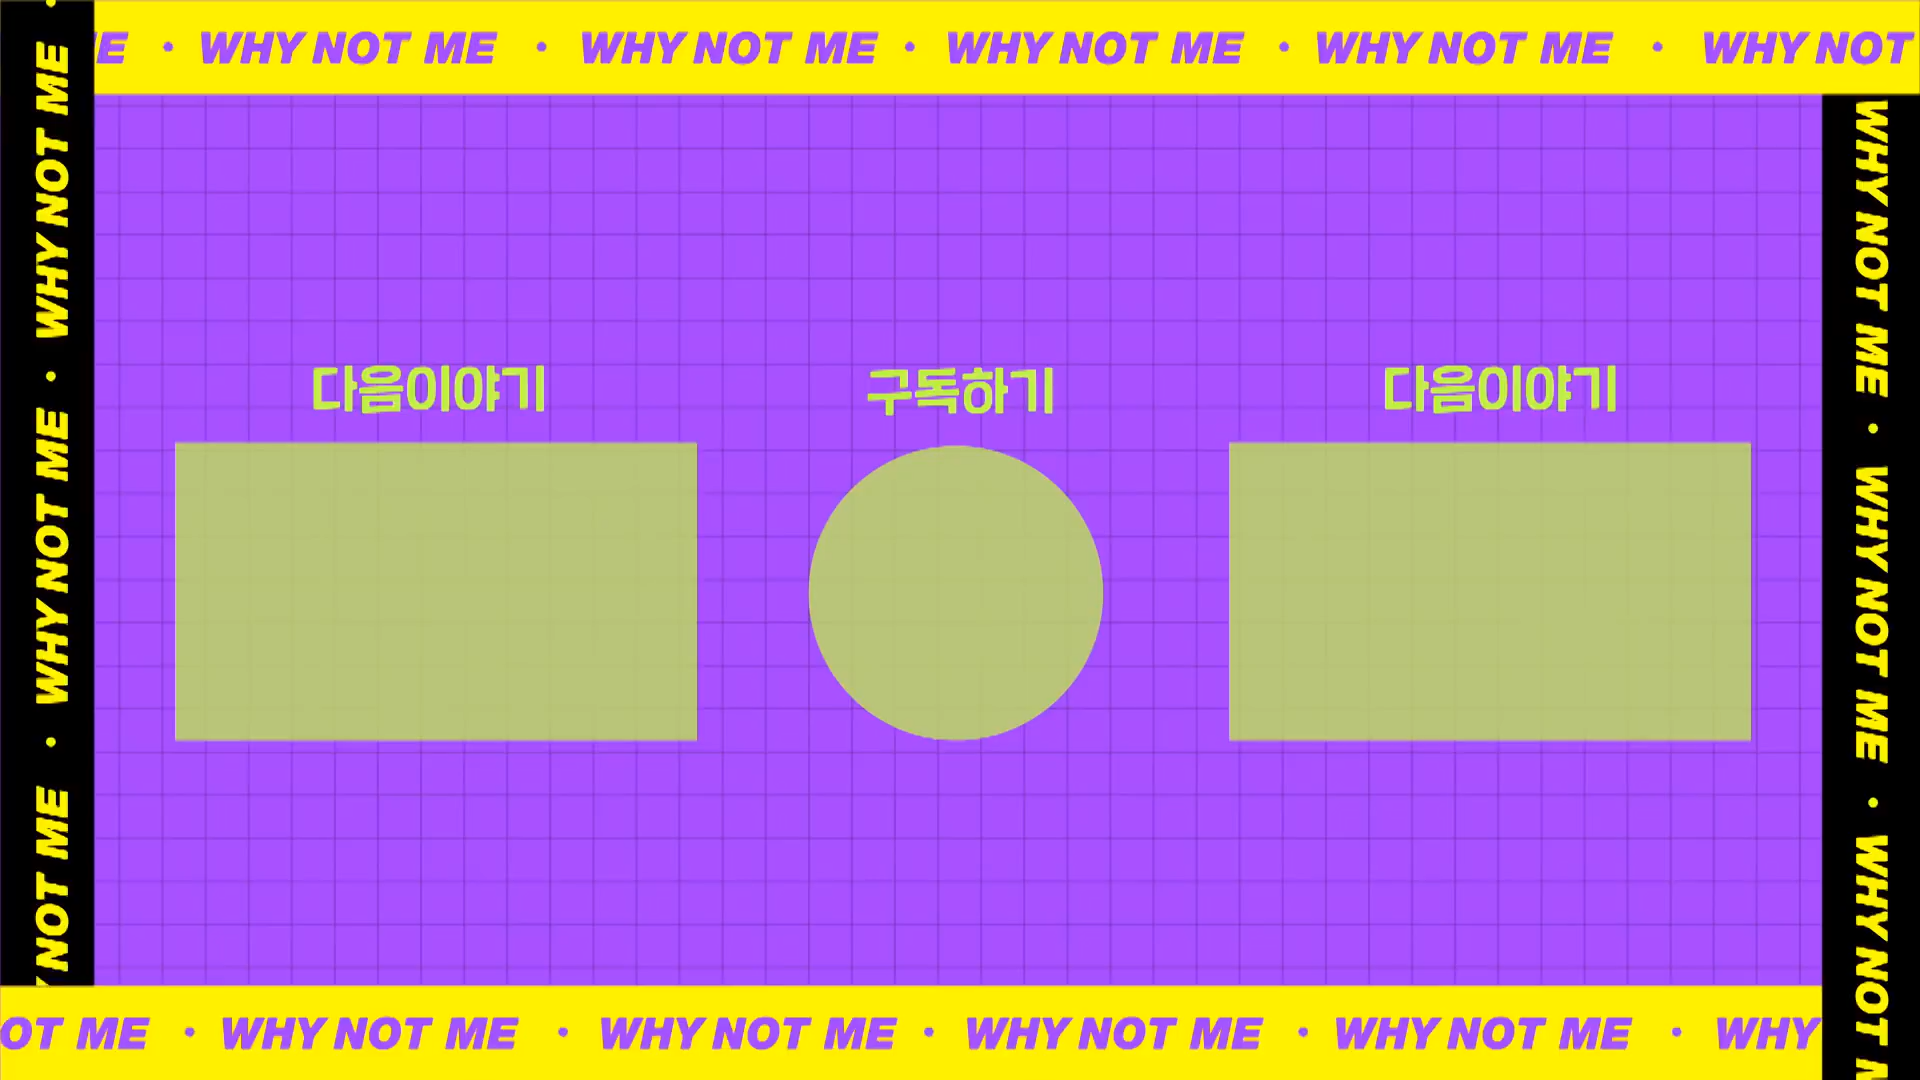 E • WHY NOT ME • WHY NOT ME • WHY NOT ME • WHY NOT ME • WHY NOT
WHY NOT ME • WHY NOT ME • NOT ME
다음이야기
구독하기
다음이야기
WHY NOT ME • WHY NOT ME • WHY NOT
OT ME • WHY NOT ME • WHY NOT ME • WHY NOT ME • WHY NOT ME • WHY